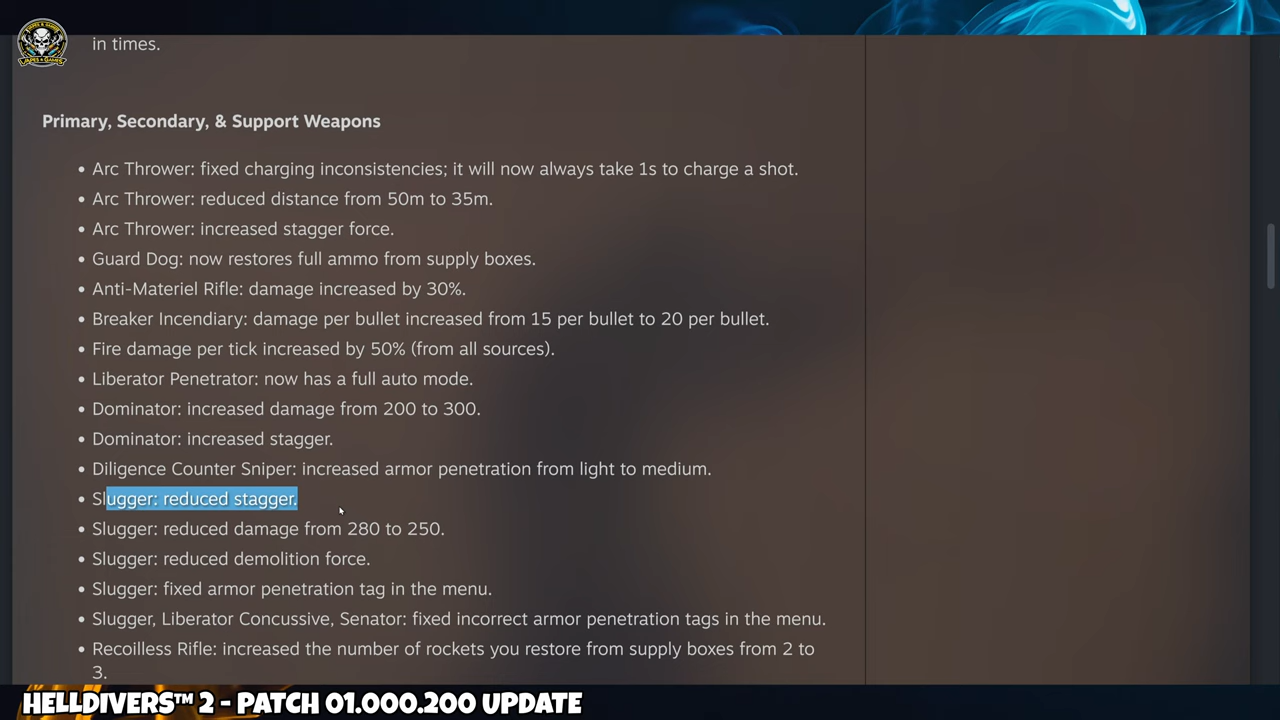 in times.
Primary, Secondary, & Support Weapons
• Arc Thrower: fixed charging inconsistencies; it will now always take 1s to charge a shot.
• Arc Thrower: reduced distance from 50m to 35m.
• Arc Thrower: increased stagger force.
• Guard Dog: now restores full ammo from supply boxes.
• Anti-Materiel Rifle: damage increased by 30%.
• Breaker Incendiary: damage per bullet increased from 15 per bullet to 20 per bullet.
• Fire damage per tick increased by 50% (from all sources).
• Liberator Penetrator: now has a full auto mode.
• Dominator: increased damage from 200 to 300.
• Dominator: increased stagger.
• Diligence Counter Sniper: increased armor penetration from light to medium.
• Slugger: reduced stagger.
• Slugger: reduced damage from 280 to 250.
• Slugger: reduced demolition force.
• Slugger: fixed armor penetration tag in the menu.
• Slugger, Liberator Concussive, Senator: fixed incorrect armor penetration tags in the menu.
• Recoilless Rifle: increased the number of rockets you restore from supply boxes from 2 to
3.
HELLDIVERS™ 2 - PATCH 01.000.200 UPDATE